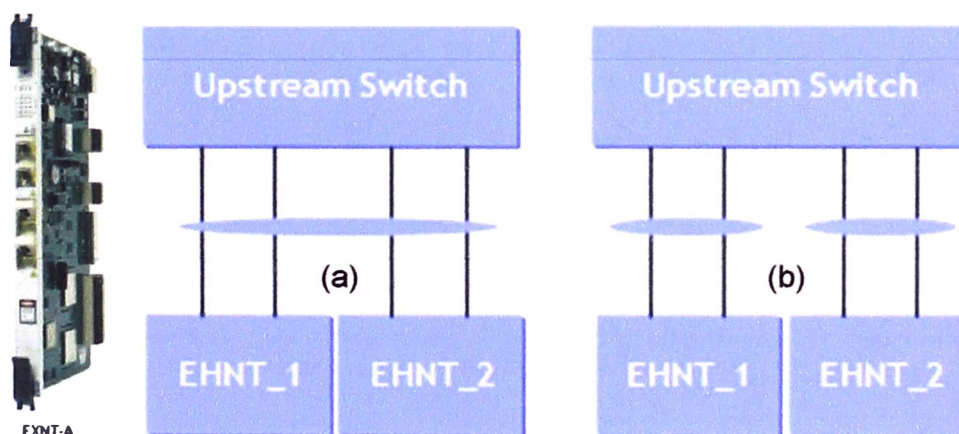 Upstream Switch
(a)
EHNT_1
EHNT_2
Upstream Switch
(b)
EHNT_1
EHNT_2
EXNT-A